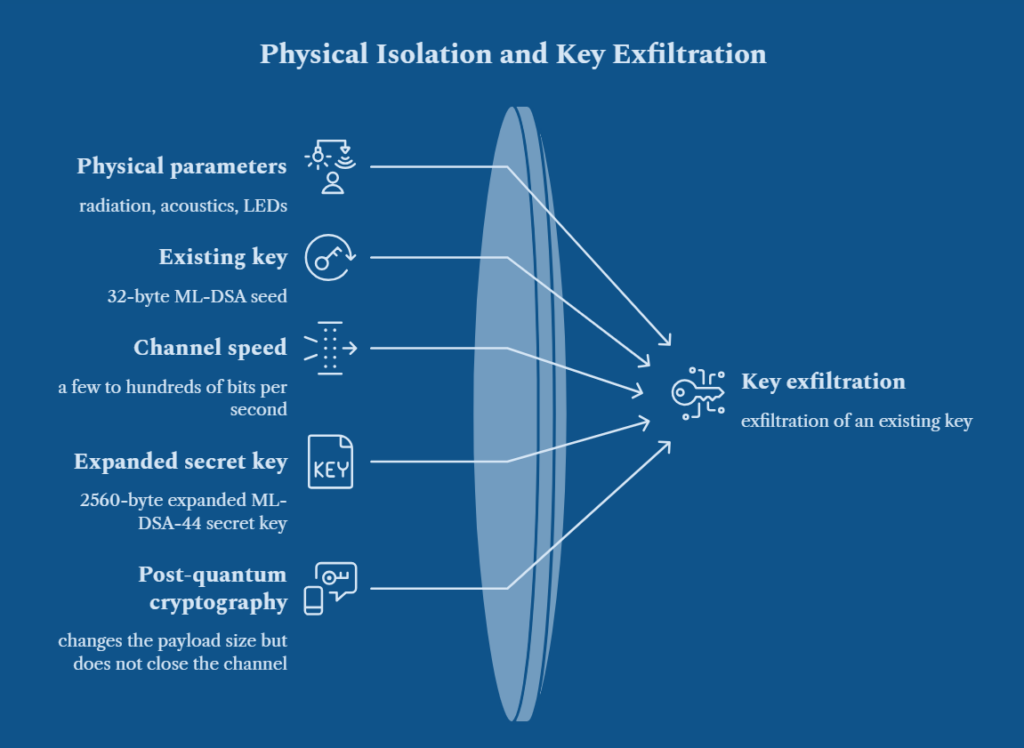 Physical Isolation and Key Exfiltration
Physical parameters
radiation, acoustics, LEDs
Existing key
32-byte ML-DSA seed
Channel speed
a few to hundreds of bits per
second
Expanded secret key
KEY
2560-byte expanded ML-
DSA-44 secret key
Post-quantum
cryptography
changes the payload size but
does not close the channel
Key exfiltration
exfiltration of an existing key